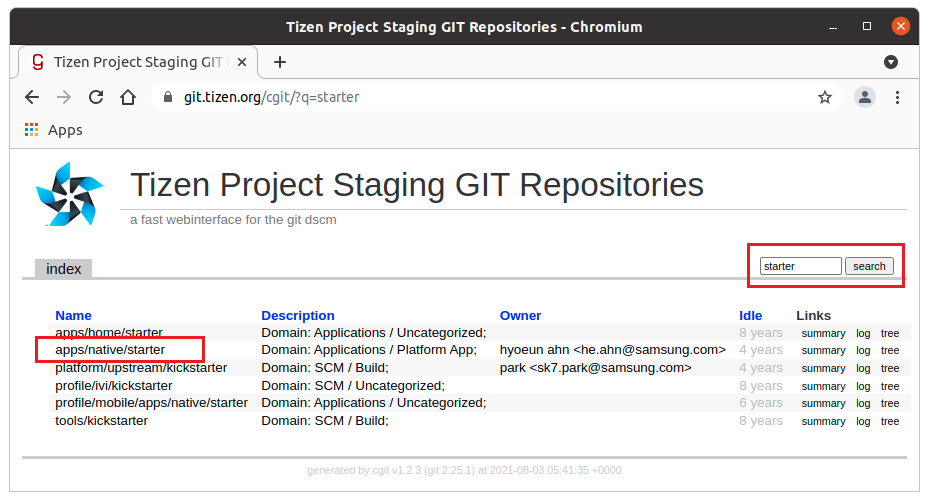 Tizen Project Staging GIT Repositories - Chromium
Tizen Project Staging GIT
git.tizen.org/cgit/?q=starter
Apps
Tizen Project Staging GIT Repositories
a fast webinterface for the git dscm
index
starter search
Name Description Owner Idle Links
apps/home/starter Domain: Applications / Uncategorized; 8 years summary log tree
apps/native/starter Domain: Applications / Platform App; hyoeun ahn <he.ahn@samsung.com> 4 years summary log tree
platform/upstream/kickstarter Domain: SCM / Build; park <sk7.park@samsung.com> 4 years summary log tree
profile/ivi/kickstarter Domain: SCM / Uncategorized; 8 years summary log tree
profile/mobile/apps/native/starter Domain: Applications / Uncategorized; 6 years summary log tree
tools/kickstarter Domain: SCM / Build; 8 years summary log tree
generated by cgit v1.2.3 (git 2.25.1) at 2021-08-03 05:41:35 +0000